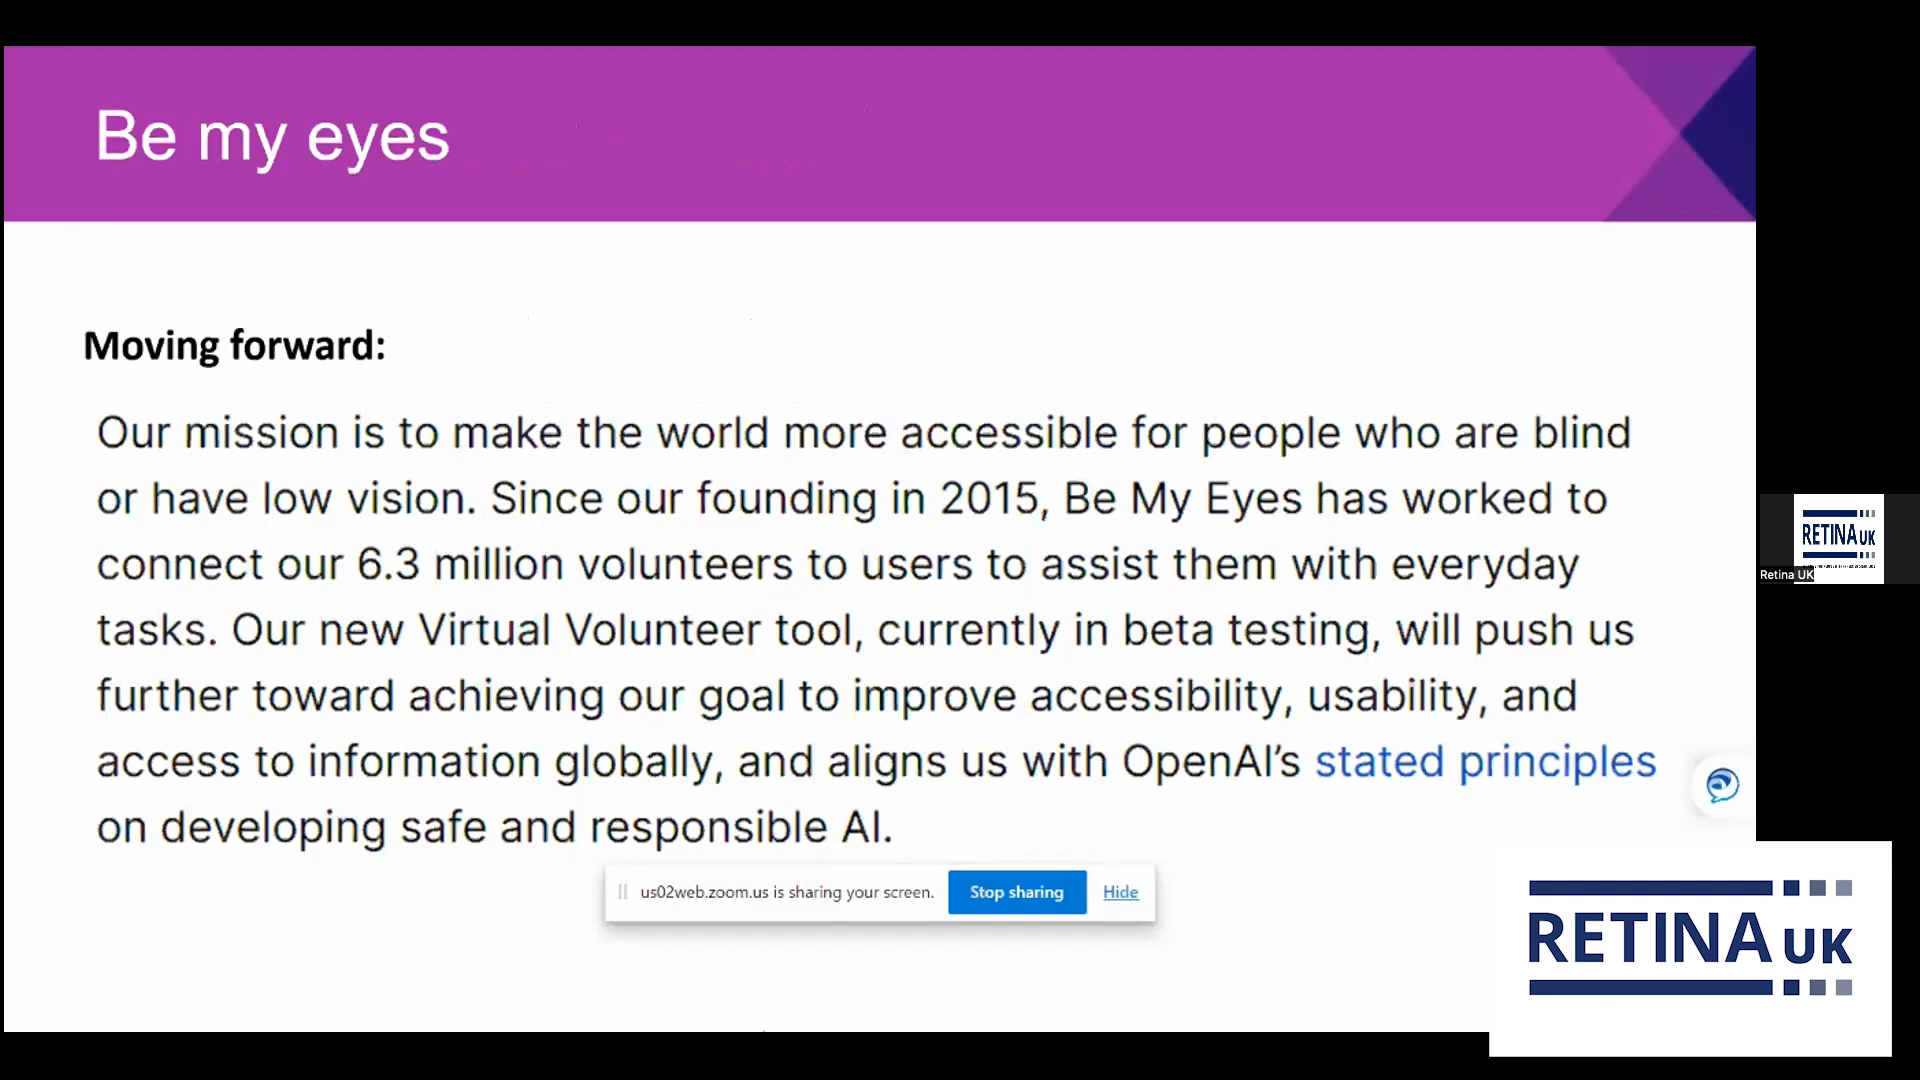 Be my eyes
Moving forward:
Our mission is to make the world more accessible for people who are blind
or have low vision. Since our founding in 2015, Be My Eyes has worked to
connect our 6.3 million volunteers to users to assist them with everyday
tasks. Our new Virtual Volunteer tool, currently in beta testing, will push us
further toward achieving our goal to improve accessibility, usability, and
access to information globally, and aligns us with OpenAI’s stated principles
on developing safe and responsible AI.
us02web.zoom.us is sharing your screen. Stop sharing Hide
RETINA UK
Retina UK
RETINA UK